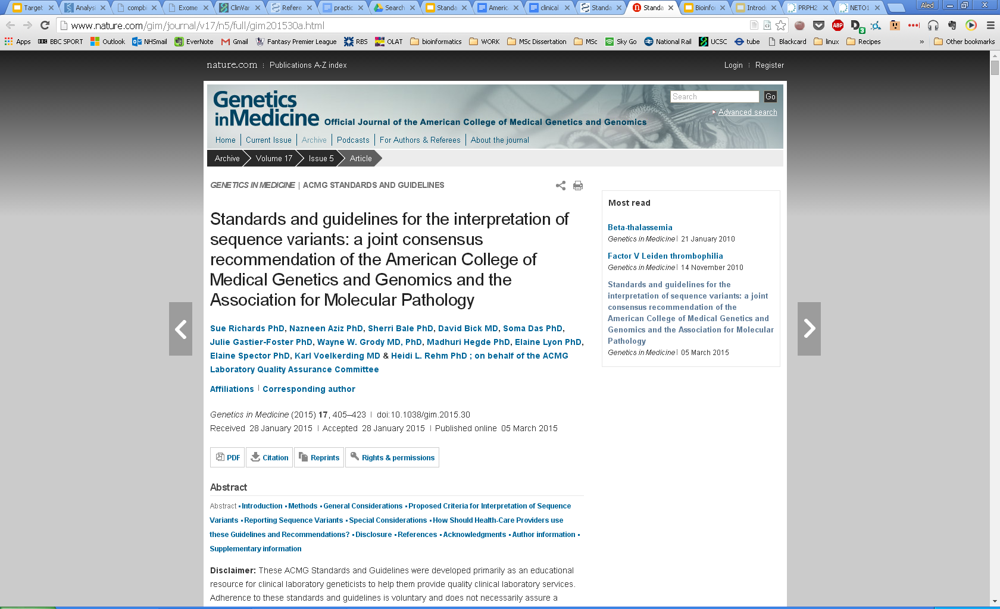 Target
Analysi
compbi
Exome
ClinVar
Refere
practic
Search
Standa
Americ
clinical
Standa
Standa
Bioinfor
Introdu
PRPH2
NETO1
Aled
www.nature.com/gim/journal/v17/n5/full/gim201530a.html
ABP
3
Apps
BBC SPORT
Outlook
NHSmail
EverNote
Gmail
Fantasy Premier League
RBS
OLAT
bioinformatics
WORK
MSc Dissertation
MSc
Sky Go
National Rail
UCSC
tube
Blackcard
linux
Recipes
»
Other bookmarks
nature.com : Publications A-Z index
Login : Register
Genetics
inMedicine Official Journal of the American College of Medical Genetics and Genomics
Search
Go
Advanced search
Home
Current Issue
Archive
Podcasts
For Authors & Referees
About the journal
Archive
Volume 17
Issue 5
Article
GENETICS IN MEDICINE | ACMG STANDARDS AND GUIDELINES
Standards and guidelines for the interpretation of
sequence variants: a joint consensus
recommendation of the American College of
Medical Genetics and Genomics and the
Association for Molecular Pathology
Sue Richards PhD, Nazneen Aziz PhD, Sherri Bale PhD, David Bick MD, Soma Das PhD,
Julie Gastier-Foster PhD, Wayne W. Grody MD, PhD, Madhuri Hegde PhD, Elaine Lyon PhD,
Elaine Spector PhD, Karl Voelkerding MD & Heidi L. Rehm PhD ; on behalf of the ACMG
Laboratory Quality Assurance Committee
Affiliations | Corresponding author
Genetics in Medicine (2015) 17, 405–423 | doi:10.1038/gim.2015.30
Received 28 January 2015 | Accepted 28 January 2015 | Published online 05 March 2015
PDF
Citation
Reprints
Rights & permissions
Abstract
Abstract • Introduction • Methods • General Considerations • Proposed Criteria for Interpretation of Sequence
Variants • Reporting Sequence Variants • Special Considerations • How Should Health-Care Providers use
these Guidelines and Recommendations? • Disclosure • References • Acknowledgments • Author information •
Supplementary information
Disclaimer: These ACMG Standards and Guidelines were developed primarily as an educational
resource for clinical laboratory geneticists to help them provide quality clinical laboratory services.
Adherence to these standards and guidelines is voluntary and does not necessarily assure a
Most read
Beta-thalassemia
Genetics in Medicine | 21 January 2010
Factor V Leiden thrombophilia
Genetics in Medicine | 14 November 2010
Standards and guidelines for the
interpretation of sequence variants: a joint
consensus recommendation of the
American College of Medical Genetics and
Genomics and the Association for Molecular
Pathology
Genetics in Medicine | 05 March 2015